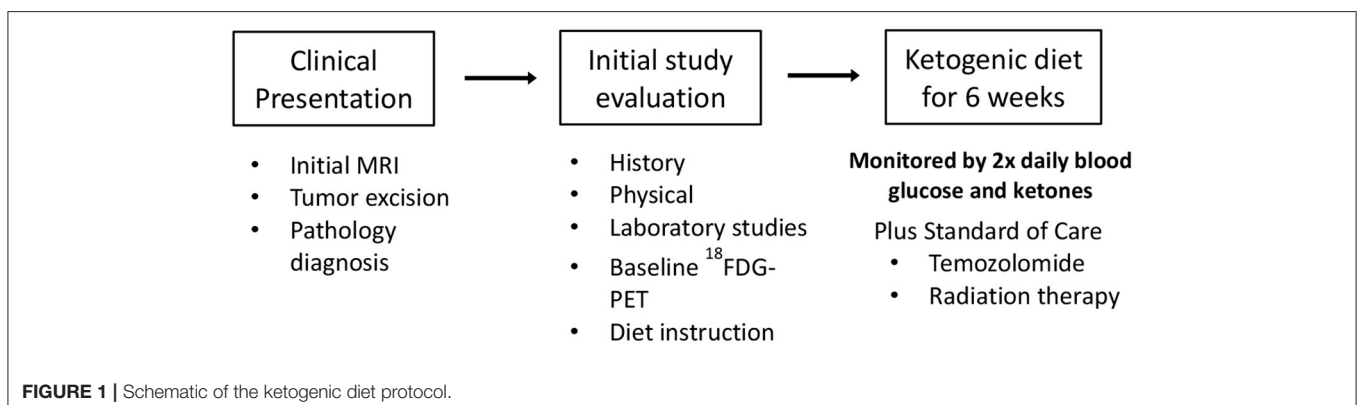 Clinical
Presentation
• Initial MRI
• Tumor excision
• Pathology
diagnosis
Initial study
evaluation
• History
• Physical
• Laboratory studies
• Baseline ¹⁸FDG-
PET
• Diet instruction
Ketogenic diet
for 6 weeks
Monitored by 2x daily blood
glucose and ketones
Plus Standard of Care
• Temozolomide
• Radiation therapy
FIGURE 1 | Schematic of the ketogenic diet protocol.